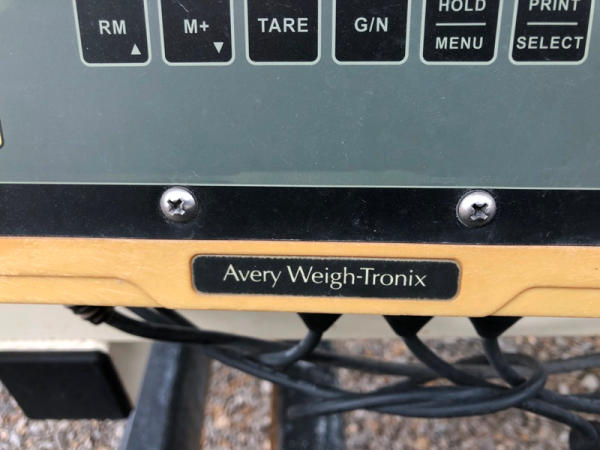 RM
M+
TARE
G/N
HOLD
MENU
PRINT
SELECT
Avery Weigh-Tronix